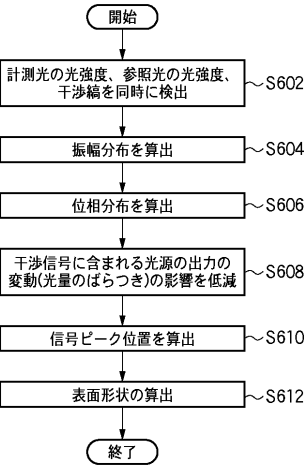 開始
計測光の光強度、参照光の光強度、
干渉縞を同時に検出
S602
振幅分布を算出
S604
位相分布を算出
S606
干渉信号に含まれる光源の出力の
変動(光量のばらつき)の影響を低減
S608
信号ピーク位置を算出
S610
表面形状の算出
S612
終了